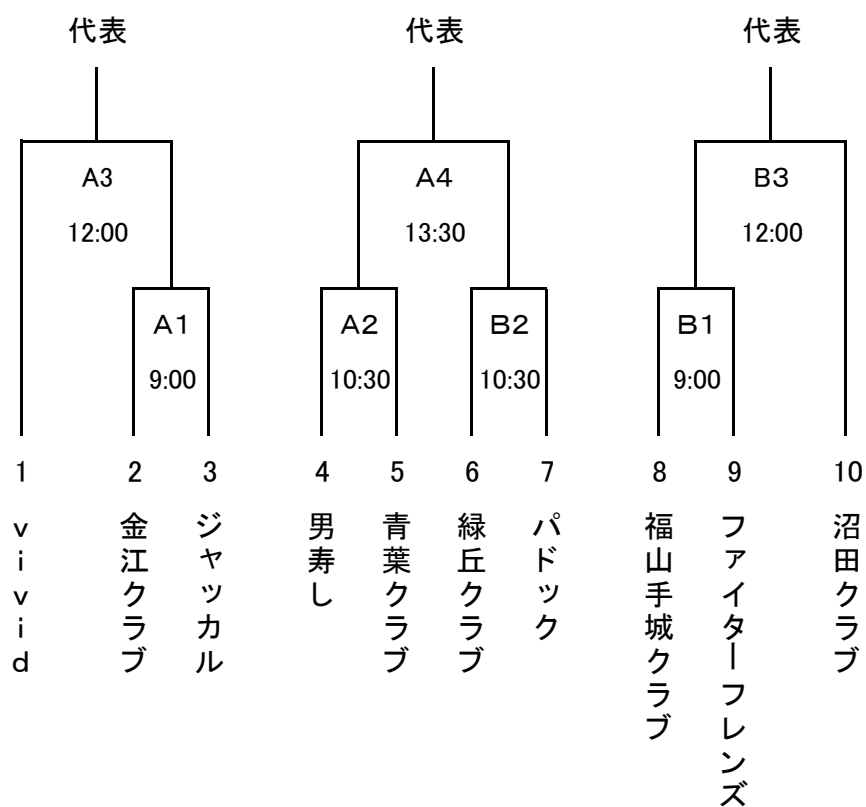 代表 代表 代表
A3 A4 B3
12:00 13:30 12:00
A1 A2 B2 B1
9:00 10:30 10:30 9:00
1 2 3 4 5 6 7 8 9 10
vivid
金江クラブ
ジャッカル
男寿し
青葉クラブ
緑丘クラブ
パドック
福山手城クラブ
ファイターフレンズ
沼田クラブ